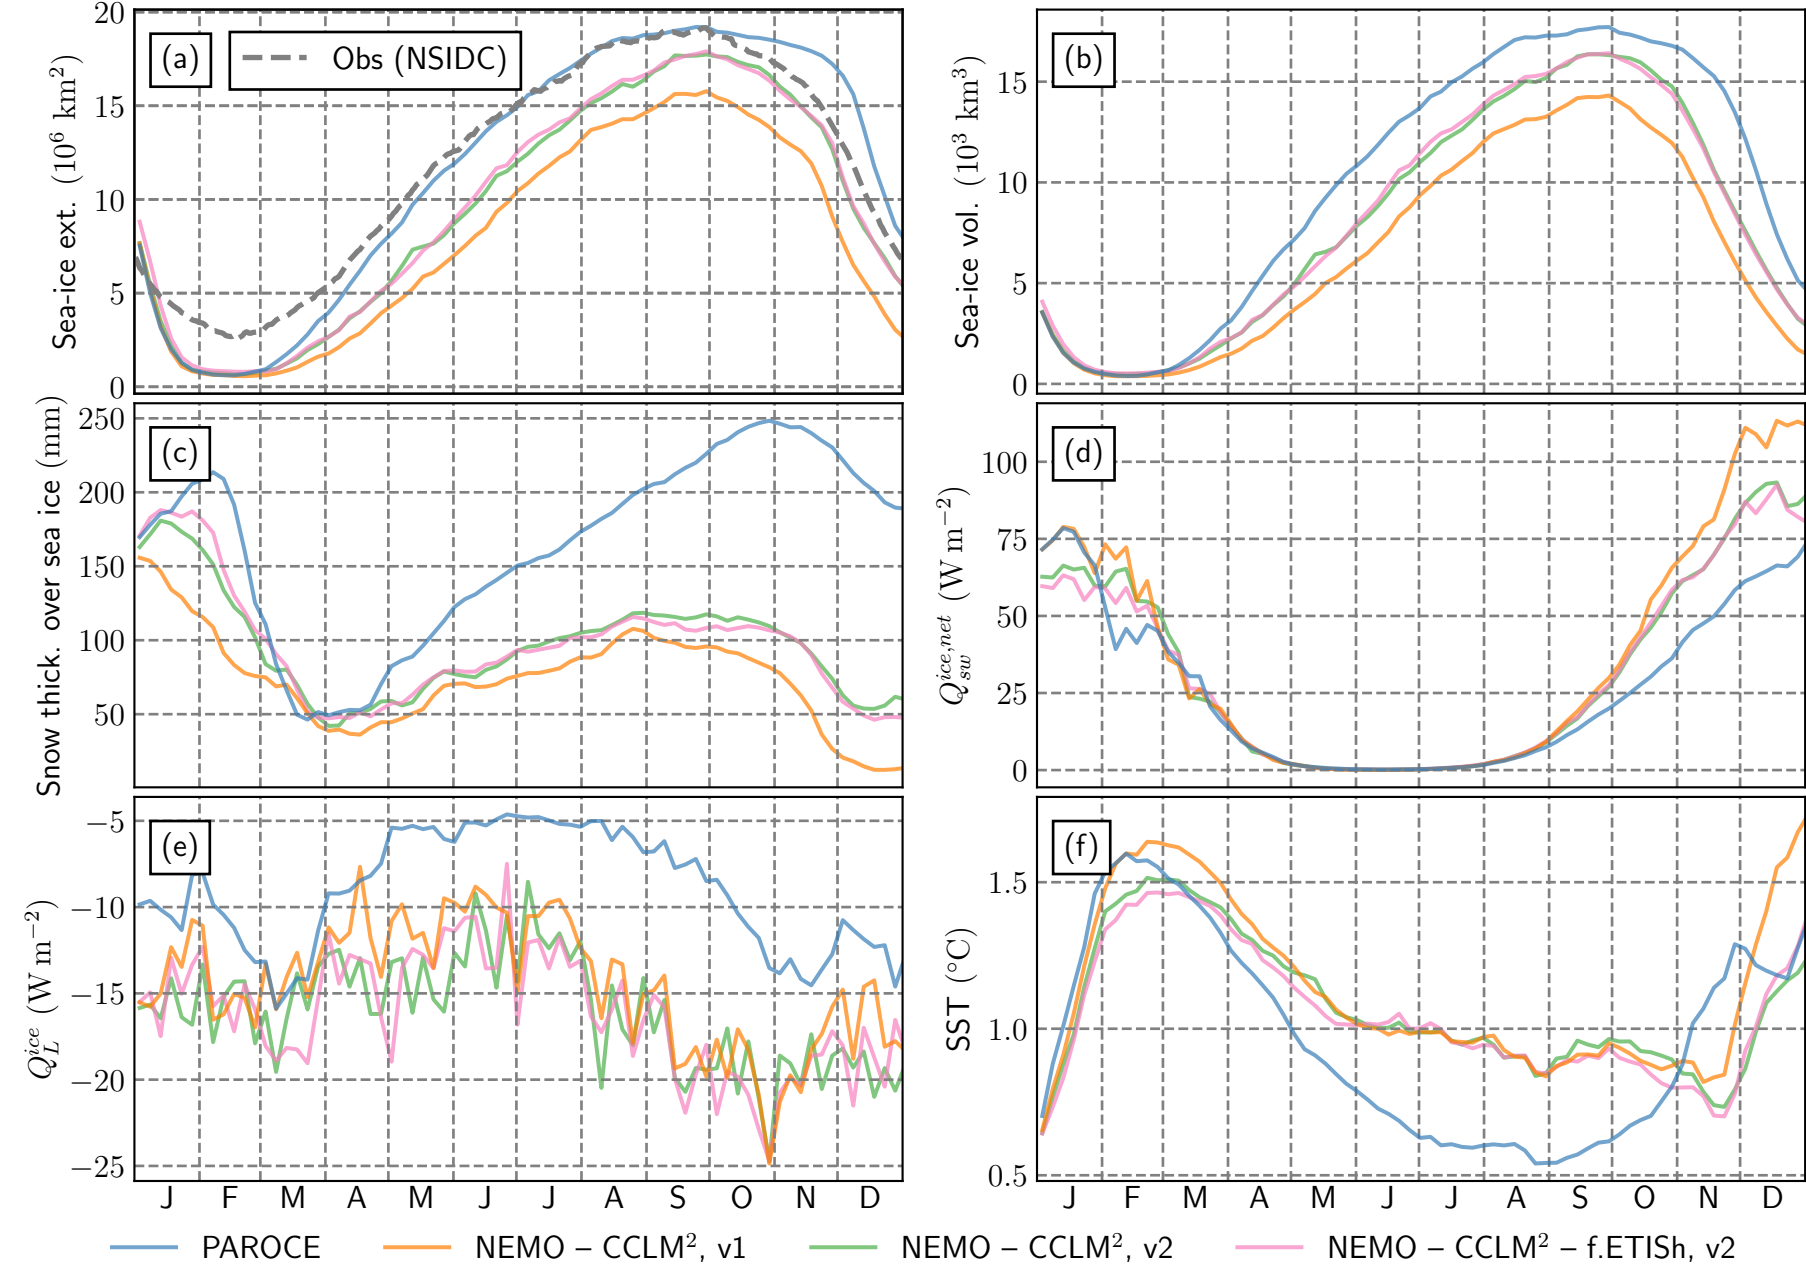 (a)
Obs (NSIDC)
Sea-ice ext. (10⁶ km²)
20
15
10
5
0
(b)
Sea-ice vol. (10³ km³)
15
10
5
0
(c)
Snow thick. over sea ice (mm)
250
200
150
100
50
(d)
Q_{sw}^{ice,net} (W m⁻²)
100
75
50
25
0
(e)
Q_L^{ice} (W m⁻²)
−5
−10
−15
−20
−25
J F M A M J J A S O N D
(f)
SST (°C)
1.5
1.0
0.5
J F M A M J J A S O N D
PAROCE NEMO – CCLM², v1 NEMO – CCLM², v2 NEMO – CCLM² – f.ETISh, v2